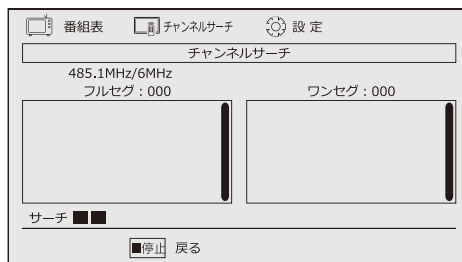 番組表 チャンネルサーチ 設定
チャンネルサーチ
485.1MHz/6MHz
フルセグ：000 ワンセグ：000
サーチ ■■
■停止 戻る